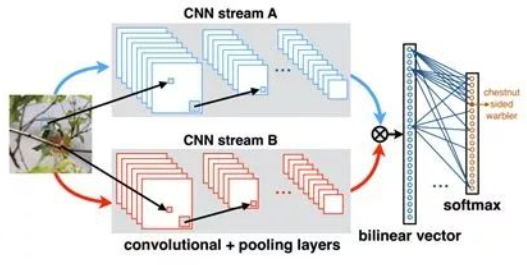 CNN stream A
chestnut
sided
warbler
CNN stream B
softmax
bilinear vector
convolutional + pooling layers